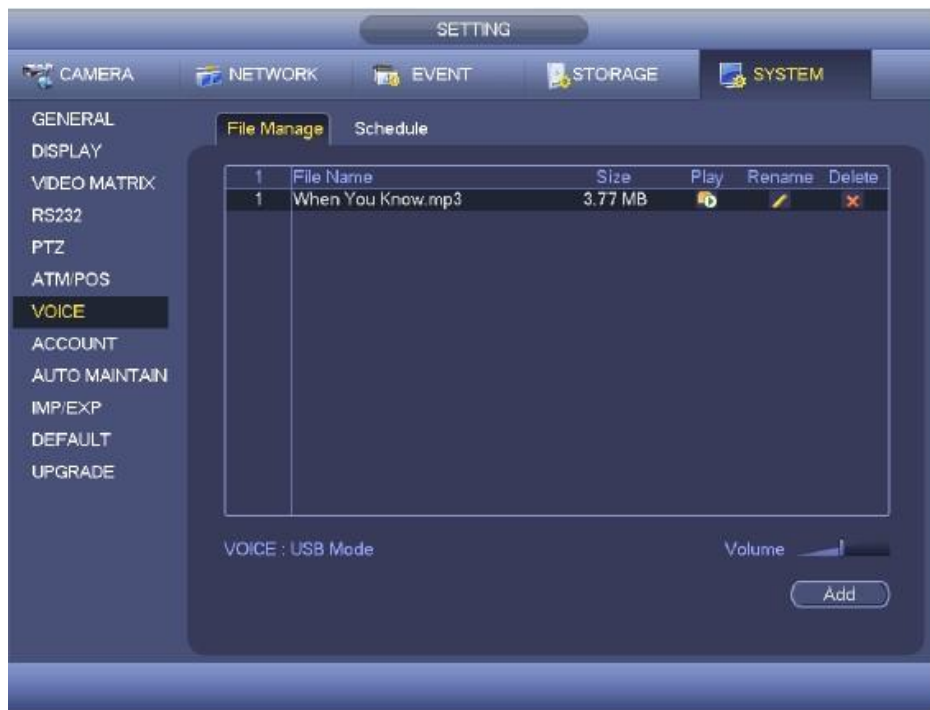 SETTING
CAMERA NETWORK EVENT STORAGE SYSTEM
GENERAL
DISPLAY
VIDEO MATRIX
RS232
PTZ
ATM/POS
VOICE
ACCOUNT
AUTO MAINTAIN
IMP/EXP
DEFAULT
UPGRADE
File Manage Schedule
1 File Name Size Play Rename Delete
1 When You Know.mp3 3.77 MB
VOICE : USB Mode Volume
Add